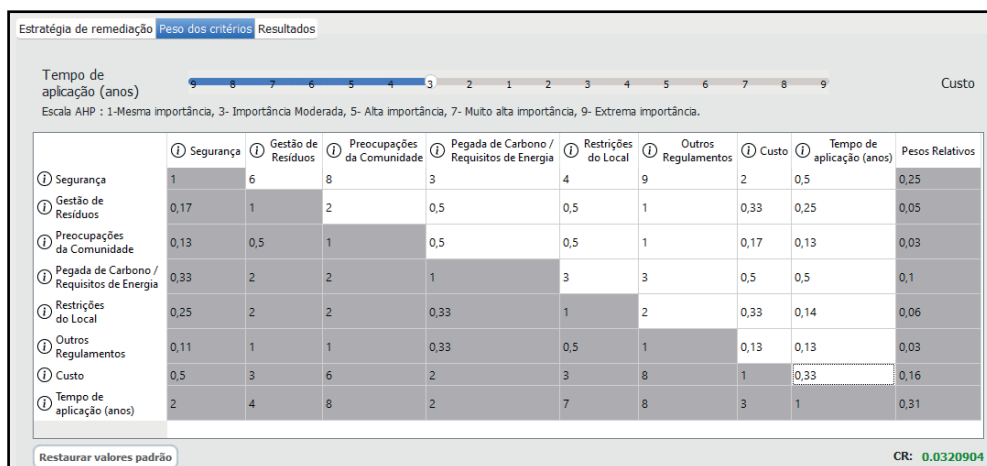 Estratégia de remediação Peso dos critérios Resultados
Tempo de
aplicação (anos)
9 8 7 6 5 4 3 2 1 2 3 4 5 6 7 8 9
Custo
Escala AHP : 1-Mesma importância, 3- Importância Moderada, 5- Alta importância, 7- Muito alta importância, 9- Extrema importância.
Segurança Gestão de Resíduos Preocupações da Comunidade Pegada de Carbono / Requisitos de Energia Restrições do Local Outros Regulamentos Custo Tempo de aplicação (anos) Pesos Relativos
Segurança 1 6 8 3 4 9 2 0,5 0,25
Gestão de Resíduos 0,17 1 2 0,5 0,5 1 0,33 0,25 0,05
Preocupações da Comunidade 0,13 0,5 1 0,5 0,5 1 0,17 0,13 0,03
Pegada de Carbono / Requisitos de Energia 0,33 2 2 1 3 3 0,5 0,5 0,1
Restrições do Local 0,25 2 2 0,33 1 2 0,33 0,14 0,06
Outros Regulamentos 0,11 1 1 0,33 0,5 1 0,13 0,13 0,03
Custo 0,5 3 6 2 3 8 1 0,33 0,16
Tempo de aplicação (anos) 2 4 8 2 7 8 3 1 0,31
Restaurar valores padrão
CR: 0.0320904